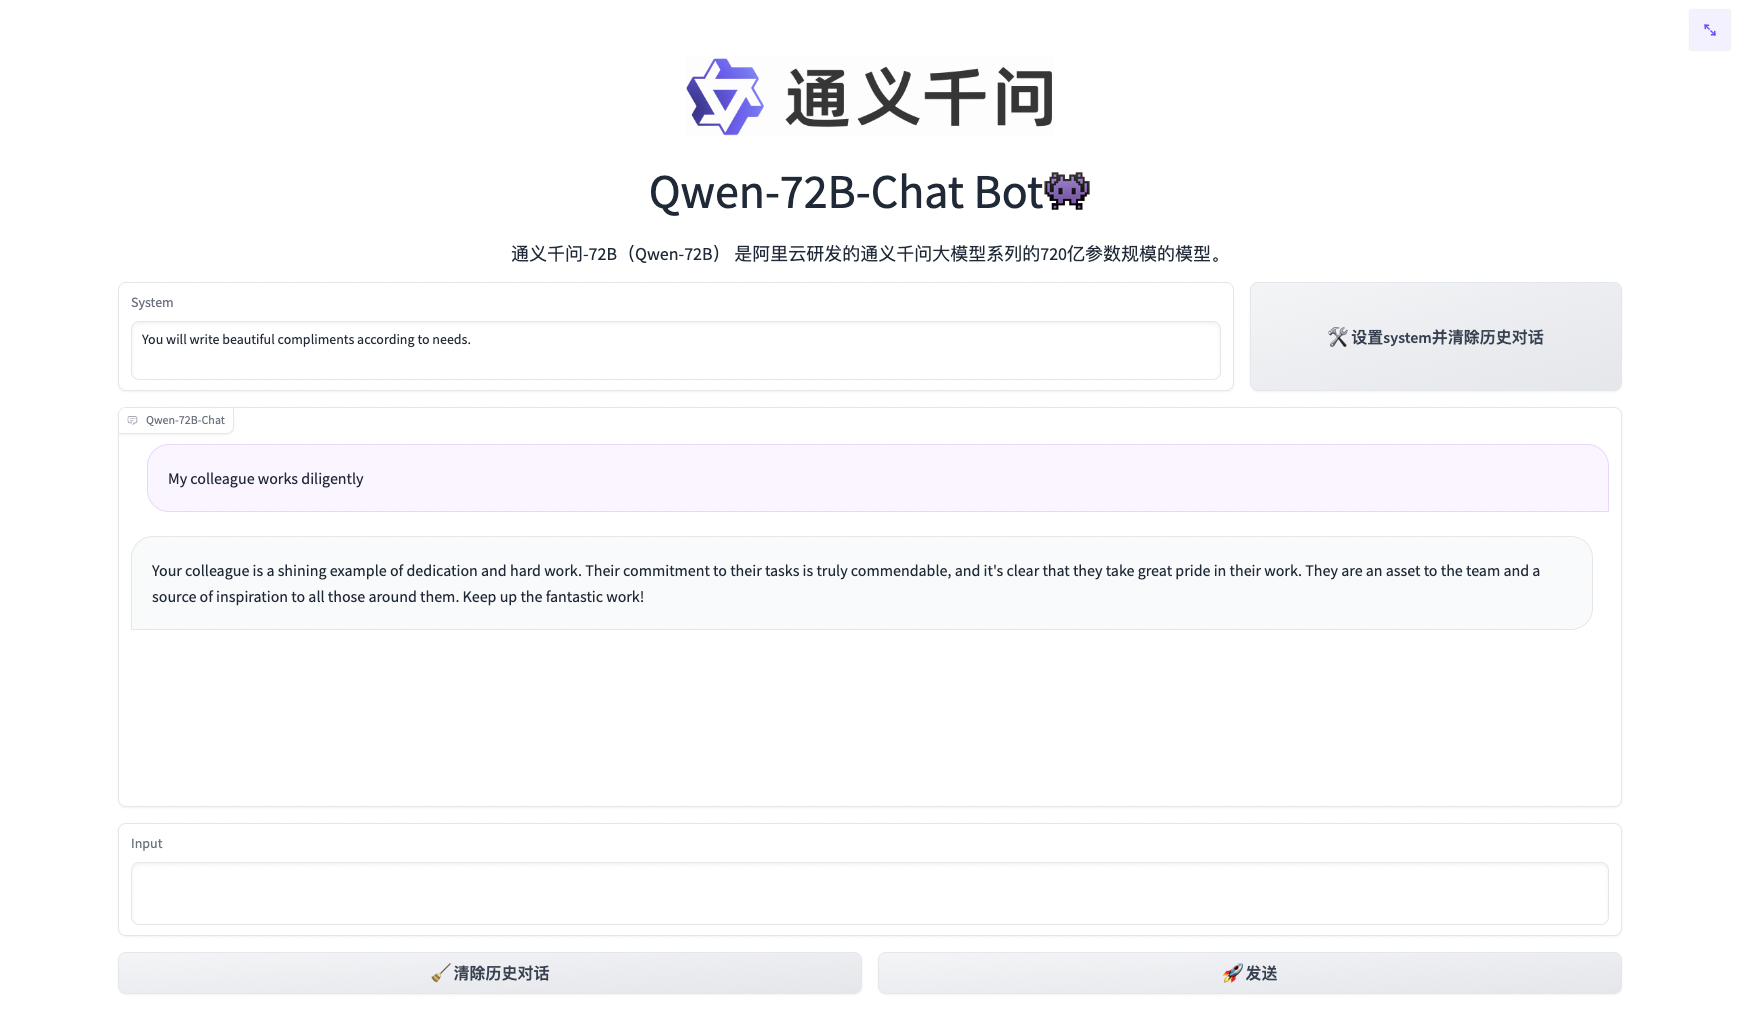 通义千问
Qwen-72B-Chat Bot👾
通义千问-72B（Qwen-72B） 是阿里云研发的通义千问大模型系列的720亿参数规模的模型。
System
You will write beautiful compliments according to needs.
🛠️ 设置system并清除历史对话
Qwen-72B-Chat
My colleague works diligently
Your colleague is a shining example of dedication and hard work. Their commitment to their tasks is truly commendable, and it's clear that they take great pride in their work. They are an asset to the team and a
source of inspiration to all those around them. Keep up the fantastic work!
Input
🧹 清除历史对话
🚀 发送